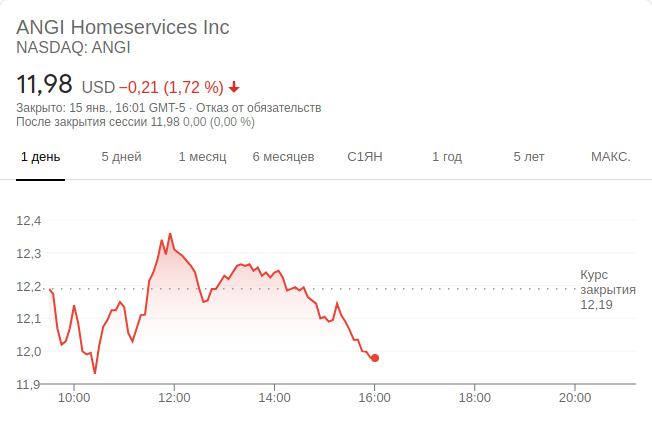 ANGI Homeservices Inc
NASDAQ: ANGI
11,98 USD −0,21 (1,72 %)
Закрыто: 15 янв., 16:01 GMT-5 · Отказ от обязательств
После закрытия сессии 11,98 0,00 (0,00 %)
1 день 5 дней 1 месяц 6 месяцев С1ЯН 1 год 5 лет МАКС.
12,4
12,3
12,2
12,1
12,0
11,9
Курс
закрытия
12,19
10:00 12:00 14:00 16:00 18:00 20:00